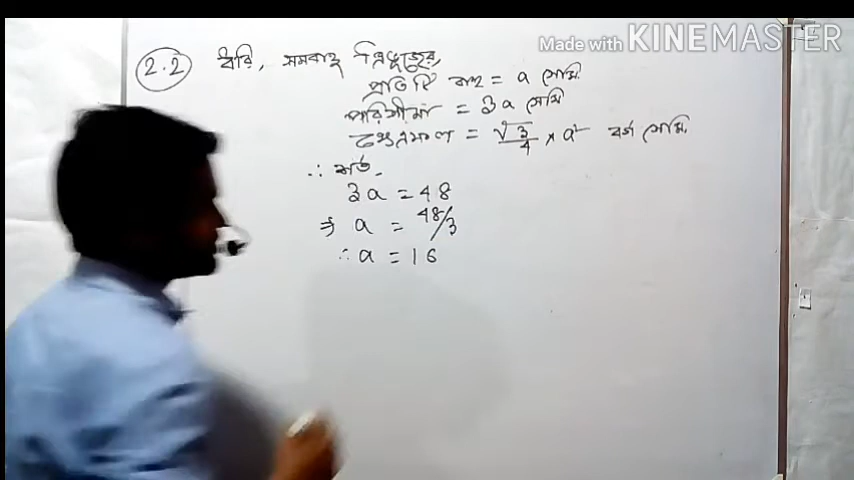 Made with KINEMASTER
2.2 ধরি, সমবাহু ত্রিভুজের,
প্রতিটি বাহু = a সেমি
পরিসীমা = 3a সেমি
ক্ষেত্রফল = √3/4 × a² বর্গ সেমি
∴ শর্ত.
3a = 48
⇒ a = 48/3
∴ a = 16